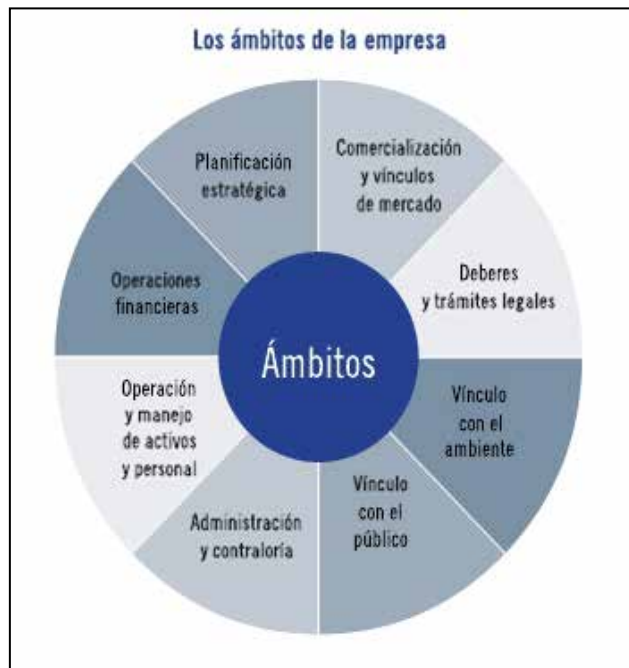 Los ámbitos de la empresa
Planificación
estratégica
Comercialización
y vínculos
de mercado
Deberes
y trámites legales
Vínculo
con el
ambiente
Vínculo
con el
público
Administración
y contraloría
Operación
y manejo
de activos
y personal
Operaciones
financieras
Ámbitos